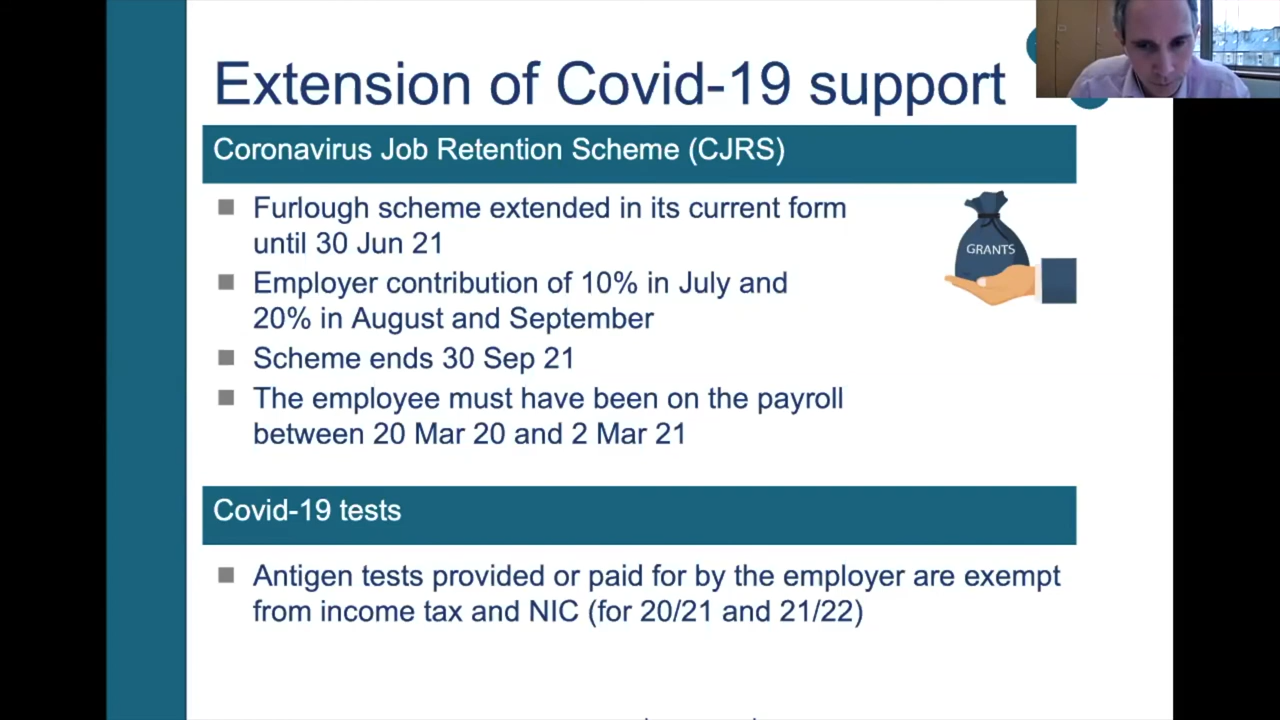 Extension of Covid-19 support
Coronavirus Job Retention Scheme (CJRS)
Furlough scheme extended in its current form
until 30 Jun 21
GRANTS
Employer contribution of 10% in July and
20% in August and September
Scheme ends 30 Sep 21
The employee must have been on the payroll
between 20 Mar 20 and 2 Mar 21
Covid-19 tests
Antigen tests provided or paid for by the employer are exempt
from income tax and NIC (for 20/21 and 21/22)